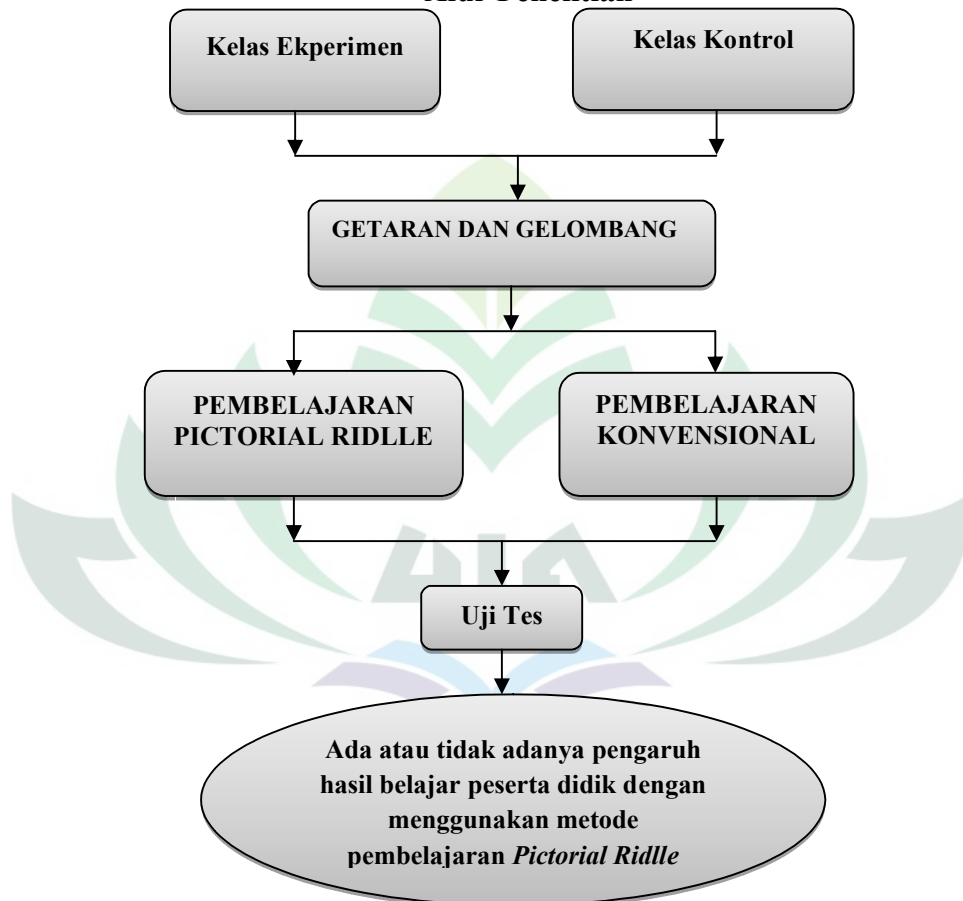 Kelas Ekperimen
Kelas Kontrol
GETARAN DAN GELOMBANG
PEMBELAJARAN
PICTORIAL RIDLLE
PEMBELAJARAN
KONVENSIONAL
Uji Tes
Ada atau tidak adanya pengaruh
hasil belajar peserta didik dengan
menggunakan metode
pembelajaran Pictorial Ridlle